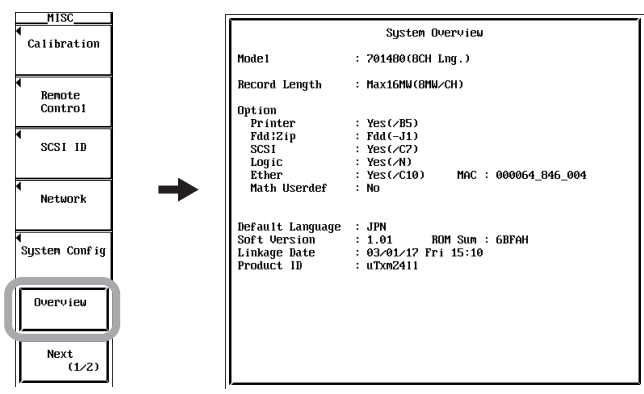 MISC
Calibration
Remote
Control
SCSI ID
Network
System Config
Overview
Next
(1/2)
System Overview
Model : 701480(8CH Lng.)
Record Length : Max16MW(8MW/CH)
Option
Printer : Yes(/B5)
Fdd|Zip : Fdd(-J1)
SCSI : Yes(/C7)
Logic : Yes(/N)
Ether : Yes(/C10) MAC : 000064_846_004
Math Userdef : No
Default Language : JPN
Soft Version : 1.01 ROM Sum : 6BFAH
Linkage Date : 03/01/17 Fri 15:10
Product ID : uTxmZ4ll